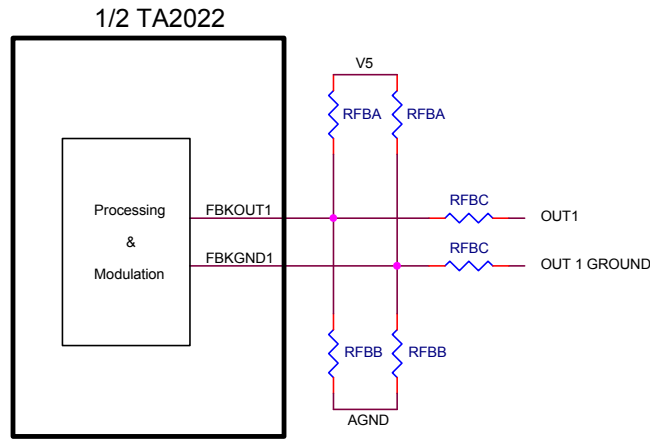 1/2 TA2022
V5
RFBA RFBA
RFBC
Processing FBKOUT1 OUT1
&
RFBC
Modulation FBKGND1 OUT 1 GROUND
RFBB RFBB
AGND